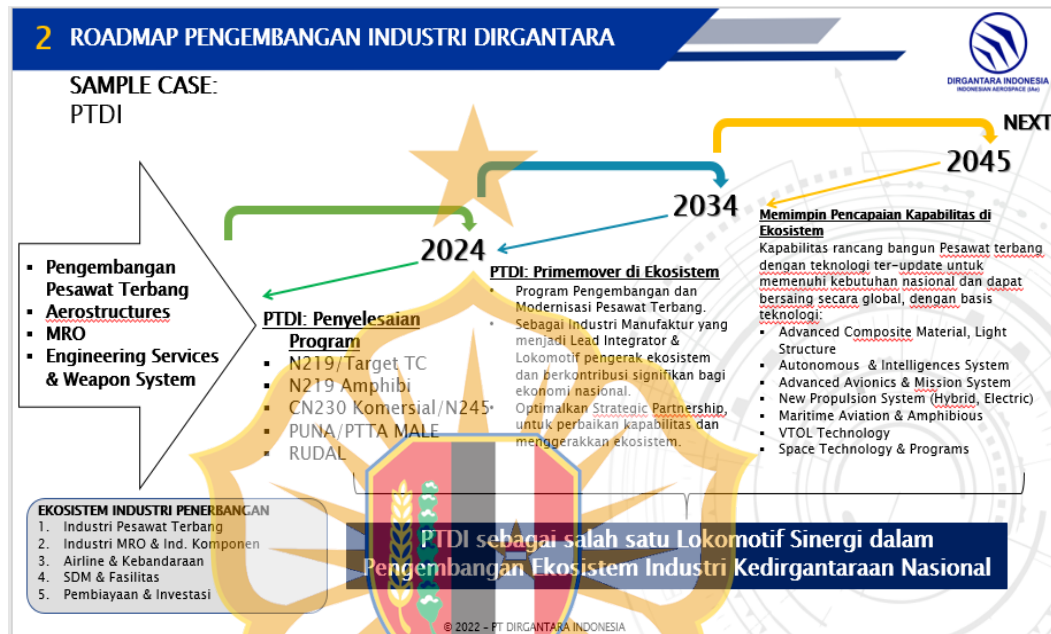 2 ROADMAP PENGEMBANGAN INDUSTRI DIRGANTARA
DIRGANTARA INDONESIA
INDONESIAN AEROSPACE (IAe)
SAMPLE CASE:
PTDI
NEXT
2045
2034
2024
Pengembangan
Pesawat Terbang
Aerostructures
MRO
Engineering Services
& Weapon System
PTDI: Penyelesaian
Program
N219/Target TC
N219 Amphibi
CN230 Komersial/N245
PUNA/PTTA MALE
RUDAL
PTDI: Primemover di Ekosistem
Program Pengembangan dan
Modernisasi Pesawat Terbang.
Sebagai Industri Manufaktur yang
menjadi Lead Integrator &
Lokomotif pengerak ekosistem
dan berkontribusi signifikan bagi
ekonomi nasional.
Optimalkan Strategic Partnership,
untuk perbaikan kapabilitas dan
menggerakkan ekosistem.
Memimpin Pencapaian Kapabilitas di
Ekosistem
Kapabilitas rancang bangun Pesawat terbang
dengan teknologi ter-update untuk
memenuhi kebutuhan nasional dan dapat
bersaing secara global, dengan basis
teknologi:
Advanced Composite Material, Light
Structure
Autonomous & Intelligences System
Advanced Avionics & Mission System
New Propulsion System (Hybrid, Electric)
Maritime Aviation & Amphibious
VTOL Technology
Space Technology & Programs
EKOSISTEM INDUSTRI PENERBANGAN
1. Industri Pesawat Terbang
2. Industri MRO & Ind. Komponen
3. Airline & Kebandaraan
4. SDM & Fasilitas
5. Pembiayaan & Investasi
PTDI sebagai salah satu Lokomotif Sinergi dalam
Pengembangan Ekosistem Industri Kedirgantaraan Nasional
© 2022 – PT DIRGANTARA INDONESIA